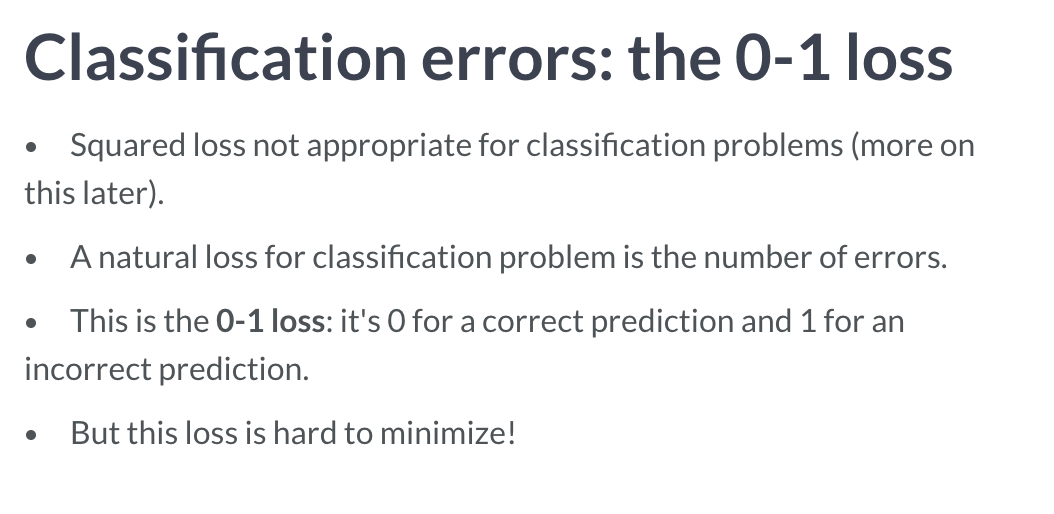 Classification errors: the 0-1 loss
• Squared loss not appropriate for classification problems (more on
this later).
• A natural loss for classification problem is the number of errors.
• This is the 0-1 loss: it's 0 for a correct prediction and 1 for an
incorrect prediction.
• But this loss is hard to minimize!